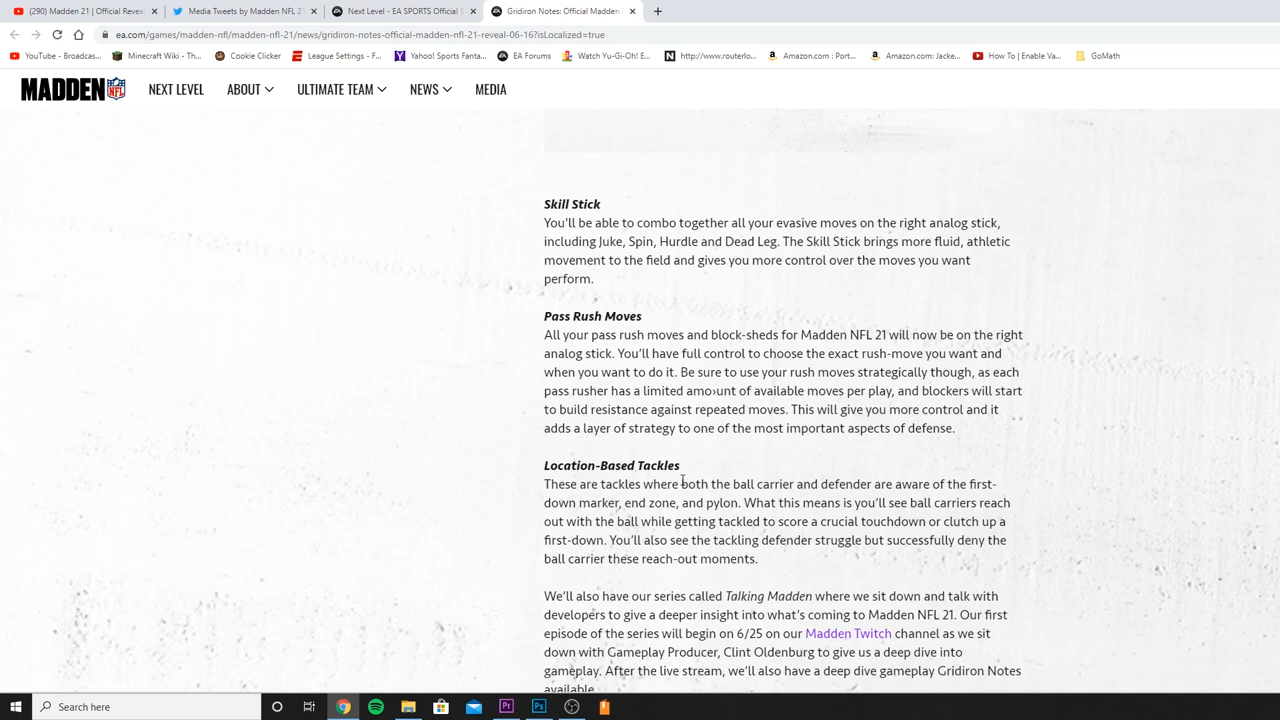 (290) Madden 21 | Official Reveal
Media Tweets by Madden NFL 21
Next Level - EA SPORTS Official S
Gridiron Notes: Official Madden
ea.com/games/madden-nfl/madden-nfl-21/news/gridiron-notes-official-madden-nfl-21-reveal-06-16?isLocalized=true
YouTube - Broadcas...
Minecraft Wiki - Th...
Cookie Clicker
League Settings - F...
Yahoo! Sports Fanta...
EA Forums
Watch Yu-Gi-Oh! E...
http://www.routerlo...
Amazon.com : Port...
Amazon.com: Jacke...
How To | Enable Va...
GoMath
MADDEN NFL
NEXT LEVEL
ABOUT
ULTIMATE TEAM
NEWS
MEDIA
Skill Stick
You'll be able to combo together all your evasive moves on the right analog stick,
including Juke, Spin, Hurdle and Dead Leg. The Skill Stick brings more fluid, athletic
movement to the field and gives you more control over the moves you want
perform.
Pass Rush Moves
All your pass rush moves and block-sheds for Madden NFL 21 will now be on the right
analog stick. You'll have full control to choose the exact rush-move you want and
when you want to do it. Be sure to use your rush moves strategically though, as each
pass rusher has a limited amo›unt of available moves per play, and blockers will start
to build resistance against repeated moves. This will give you more control and it
adds a layer of strategy to one of the most important aspects of defense.
Location-Based Tackles
These are tackles where both the ball carrier and defender are aware of the first-
down marker, end zone, and pylon. What this means is you'll see ball carriers reach
out with the ball while getting tackled to score a crucial touchdown or clutch up a
first-down. You'll also see the tackling defender struggle but successfully deny the
ball carrier these reach-out moments.
We'll also have our series called Talking Madden where we sit down and talk with
developers to give a deeper insight into what's coming to Madden NFL 21. Our first
episode of the series will begin on 6/25 on our Madden Twitch channel as we sit
down with Gameplay Producer, Clint Oldenburg to give us a deep dive into
gameplay. After the live stream, we'll also have a deep dive gameplay Gridiron Notes
available.
Search here
Pr
Ps